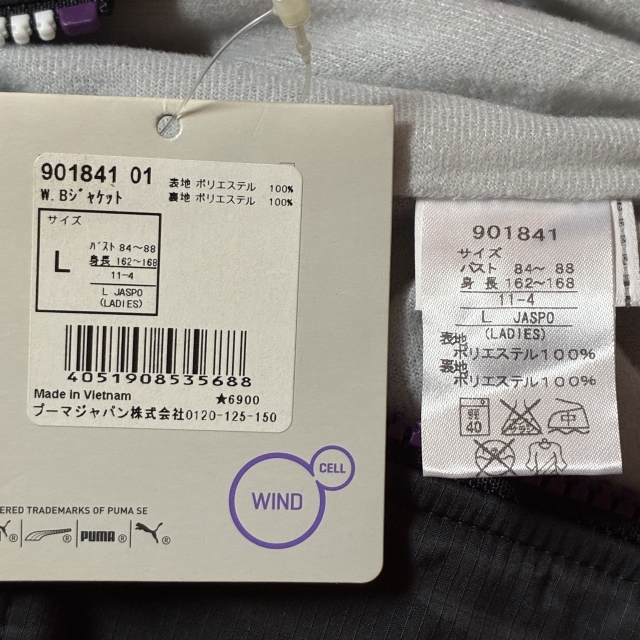 901841 01
W.Bジャケット
表地 ポリエステル 100%
裏地 ポリエステル 100%
サイズ
L
バスト 84～88
身長 162～168
11-4
L JASPO
(LADIES)
4051908535688
Made in Vietnam
★6900
プーマジャパン株式会社0120-125-150
WIND
CELL
ERED TRADEMARKS OF PUMA SE
PUMA
901841
サイズ
バスト 84～ 88
身長 162～168
11-4
L JASPO
(LADIES)
表地
ポリエステル100%
裏地
ポリエステル100%
40
中